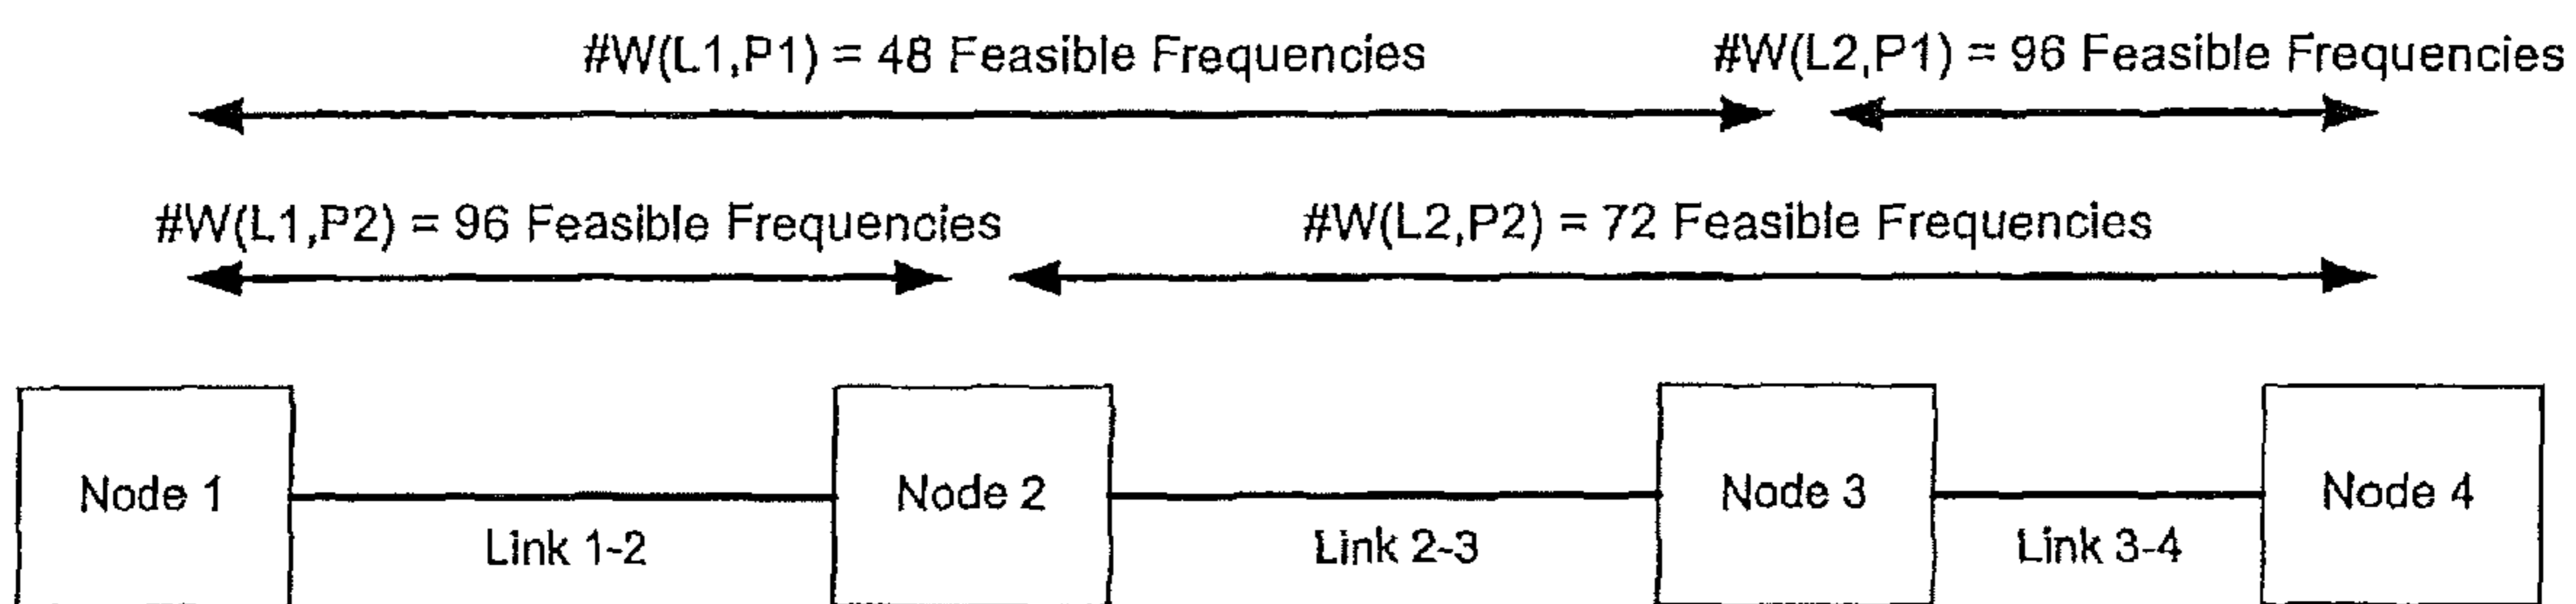 #W(L1,P1) = 48 Feasible Frequencies
#W(L2,P1) = 96 Feasible Frequencies
#W(L1,P2) = 96 Feasible Frequencies
#W(L2,P2) = 72 Feasible Frequencies
Node 1
Link 1-2
Node 2
Link 2-3
Node 3
Link 3-4
Node 4